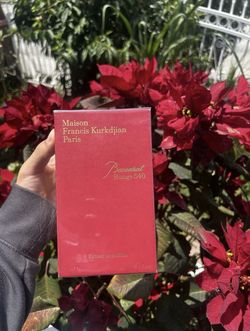 Maison
Francis Kurkdjian
Paris
Baccarat
Rouge 540
Extrait de parfum